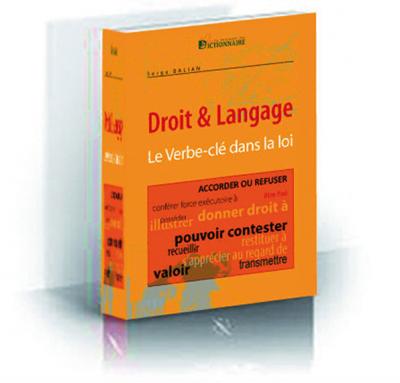 DICTIONNAIRE
Serge BALIAN
Droit & Langage
Le Verbe-clé dans la loi
ACCORDER OU REFUSER
conférer force exécutoire à
illustrer donner droit à
pouvoir contester
recueillir
restituer à
s'apprécier au regard de
valoir
transmettre